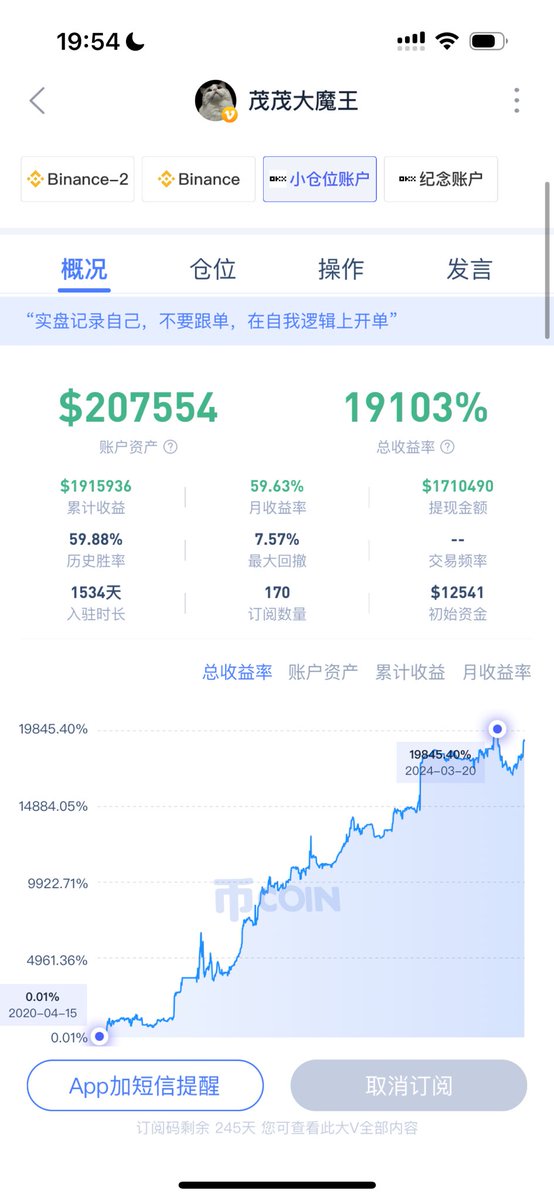 19:54
茂茂大魔王
Binance-2
Binance
OKX 小仓位账户
OKX 纪念账户
概况 仓位 操作 发言
“实盘记录自己，不要跟单，在自我逻辑上开单”
$207554 19103%
账户资产 ? 总收益率 ?
$1915936 59.63% $1710490
累计收益 月收益率 提现金额
59.88% 7.57% --
历史胜率 最大回撤 交易频率
1534天 170 $12541
入驻时长 订阅数量 初始资金
总收益率 账户资产 累计收益 月收益率
19845.40%
19845.40%
2024-03-20
14884.05%
9922.71%
币COIN
4961.36%
0.01%
2020-04-15
0.01%
App加短信提醒 取消订阅
订阅码剩余 245天 您可查看此大V全部内容